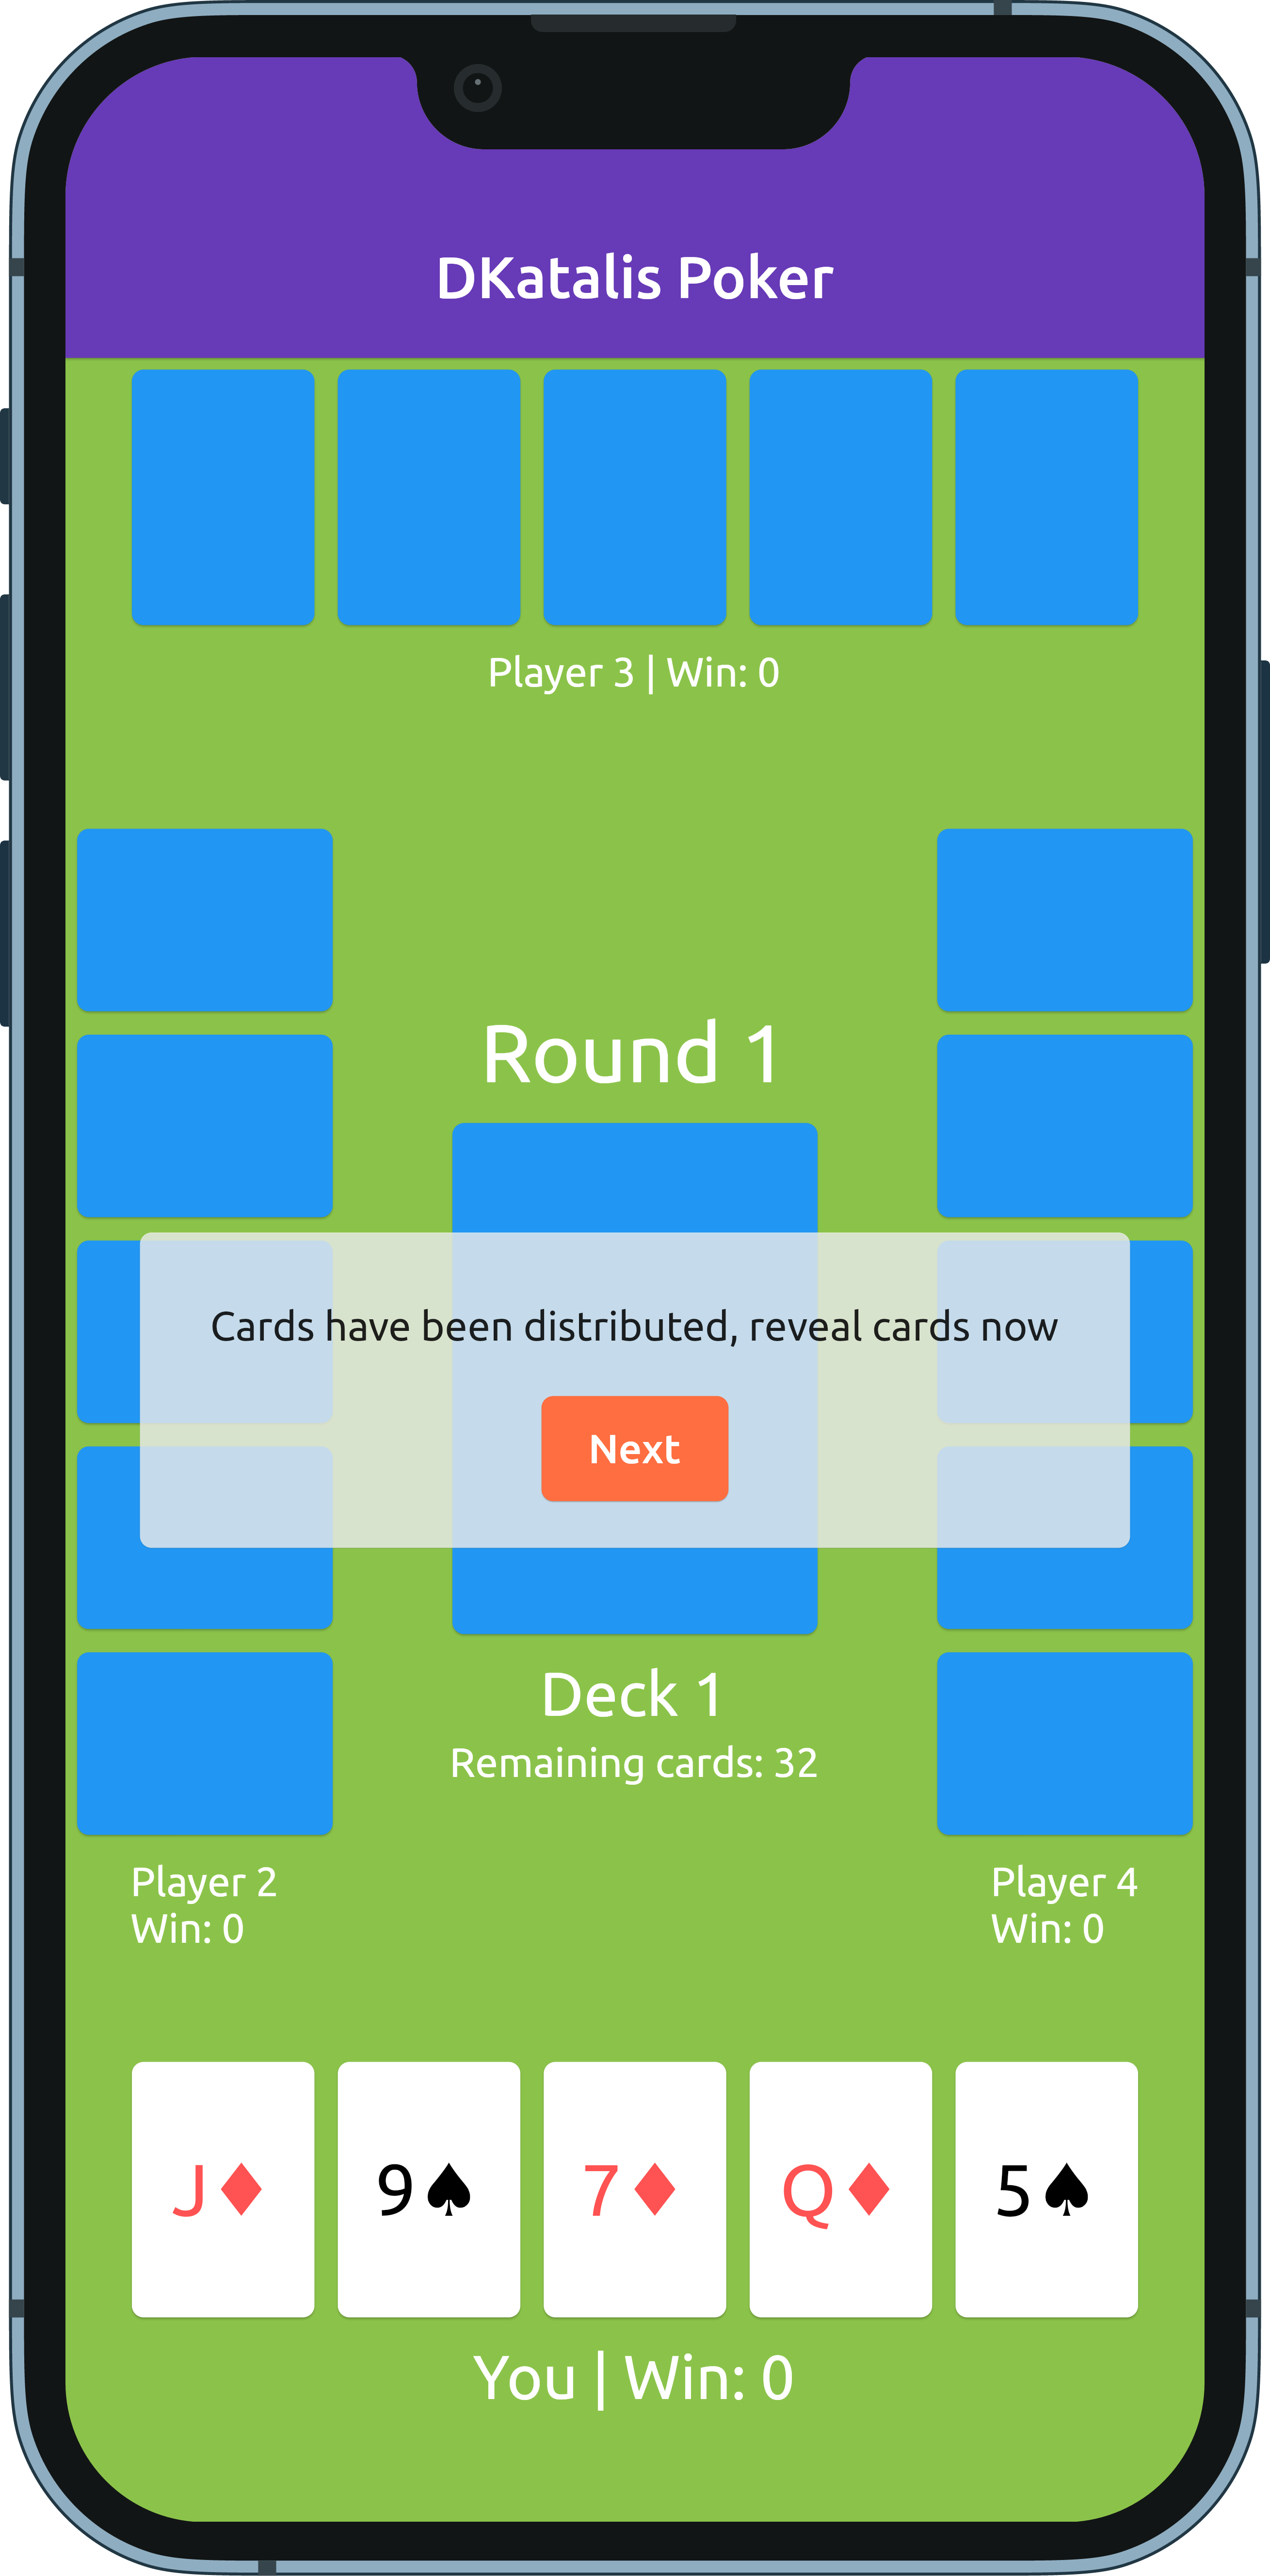 DKatalis Poker
Player 3 | Win: 0
Round 1
Cards have been distributed, reveal cards now
Next
Deck 1
Remaining cards: 32
Player 2
Win: 0
Player 4
Win: 0
J♦ 9♠ 7♦ Q♦ 5♠
You | Win: 0